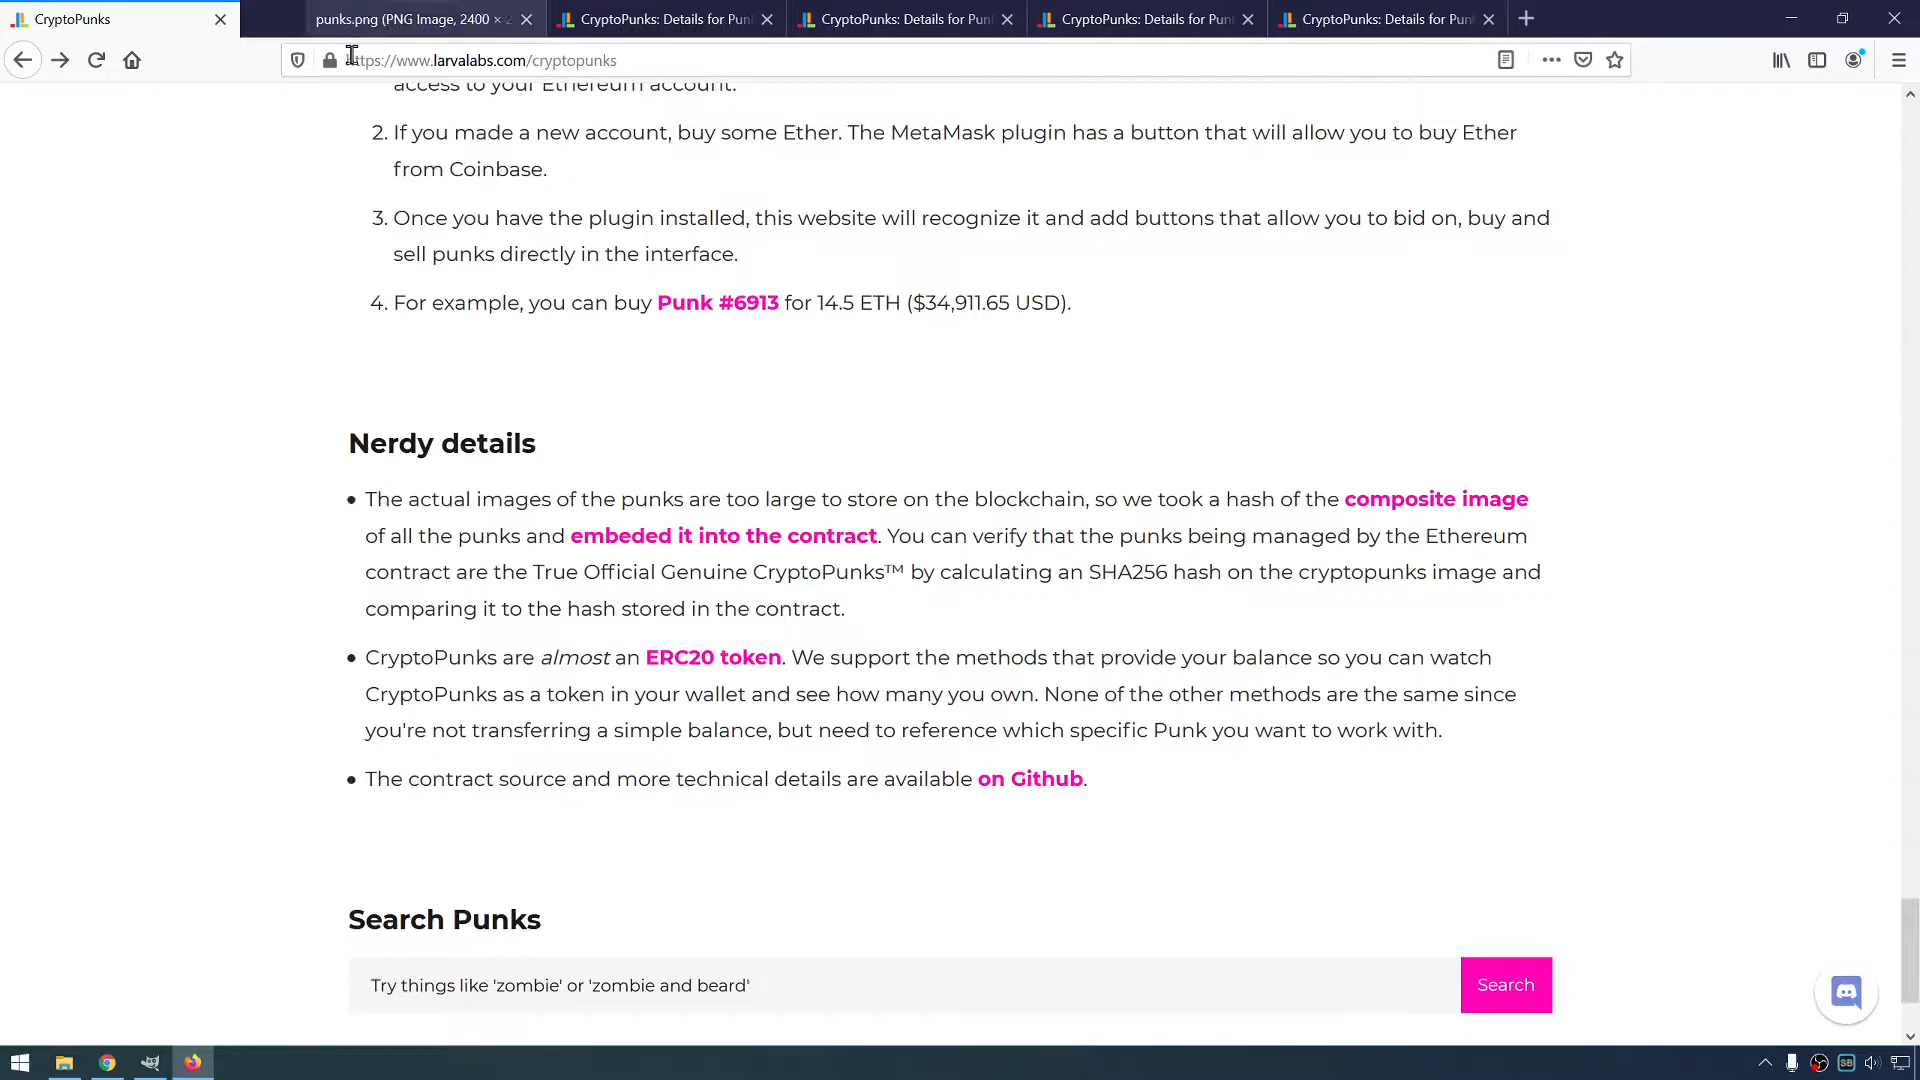 CryptoPunks
punks.png (PNG Image, 2400 × 2
CryptoPunks: Details for Pun
CryptoPunks: Details for Pun
CryptoPunks: Details for Pun
CryptoPunks: Details for Pun
https://www.larvalabs.com/cryptopunks
access to your Ethereum account.
2. If you made a new account, buy some Ether. The MetaMask plugin has a button that will allow you to buy Ether
from Coinbase.
3. Once you have the plugin installed, this website will recognize it and add buttons that allow you to bid on, buy and
sell punks directly in the interface.
4. For example, you can buy Punk #6913 for 14.5 ETH ($34,911.65 USD).
Nerdy details
• The actual images of the punks are too large to store on the blockchain, so we took a hash of the composite image
of all the punks and embeded it into the contract. You can verify that the punks being managed by the Ethereum
contract are the True Official Genuine CryptoPunks™ by calculating an SHA256 hash on the cryptopunks image and
comparing it to the hash stored in the contract.
• CryptoPunks are almost an ERC20 token. We support the methods that provide your balance so you can watch
CryptoPunks as a token in your wallet and see how many you own. None of the other methods are the same since
you're not transferring a simple balance, but need to reference which specific Punk you want to work with.
• The contract source and more technical details are available on Github.
Search Punks
Try things like 'zombie' or 'zombie and beard'
Search
SB